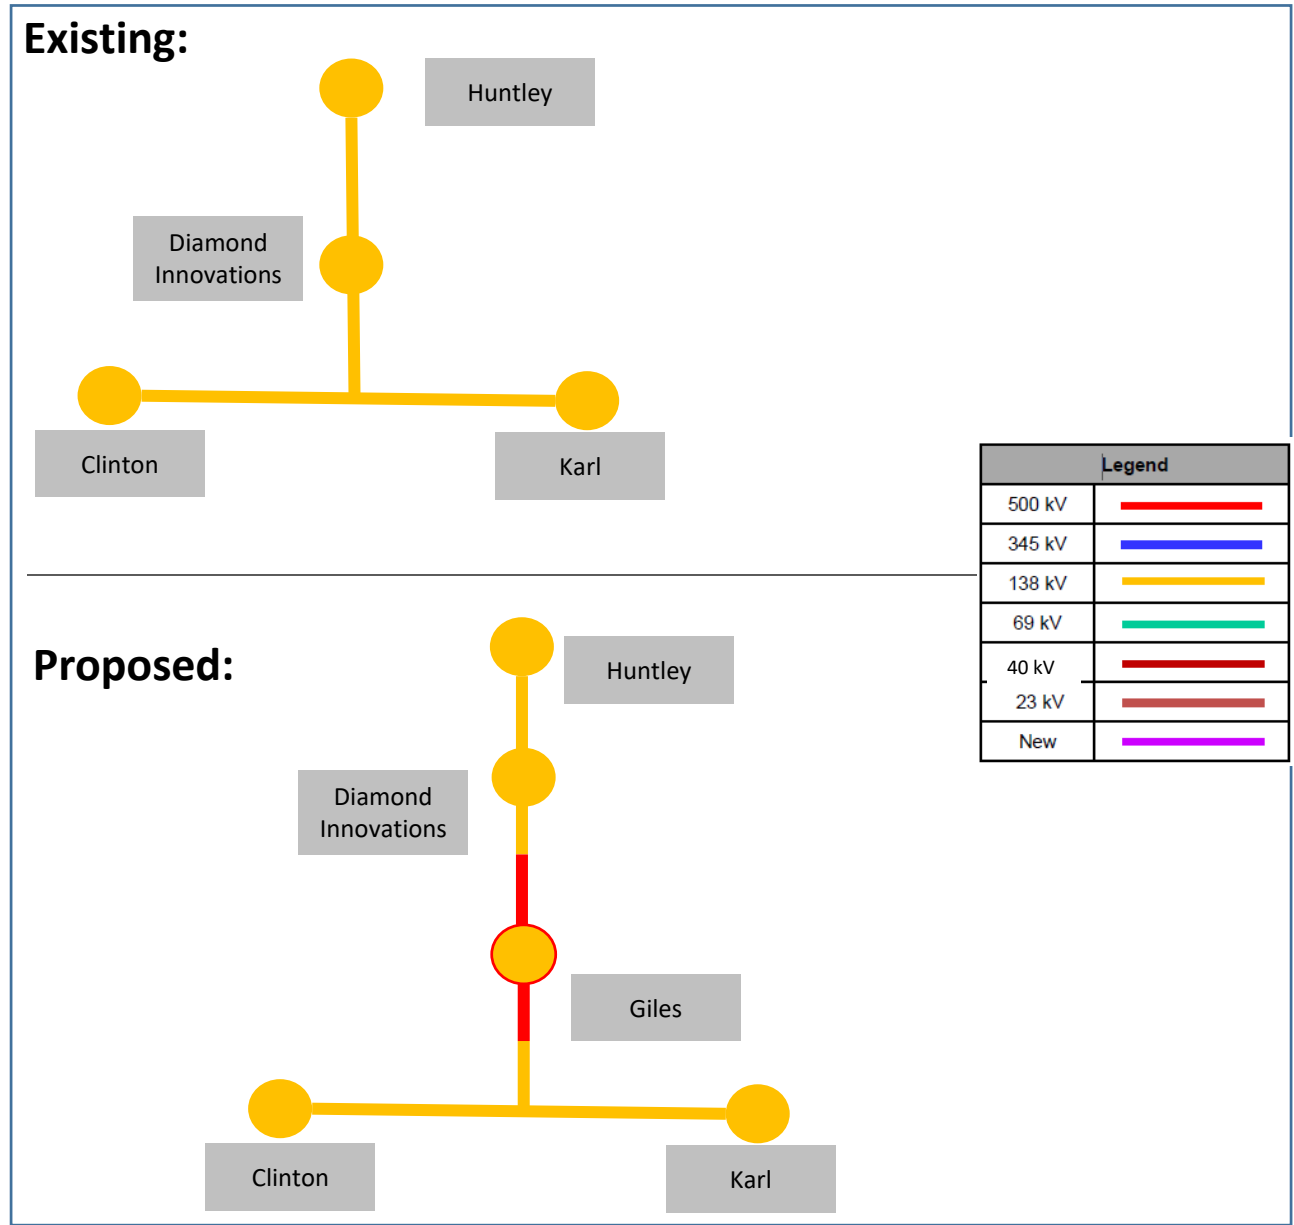 Existing:
Huntley
Diamond
Innovations
Clinton
Karl
Legend
500 kV
345 kV
138 kV
69 kV
40 kV
23 kV
New
Proposed:
Huntley
Diamond
Innovations
Giles
Clinton
Karl